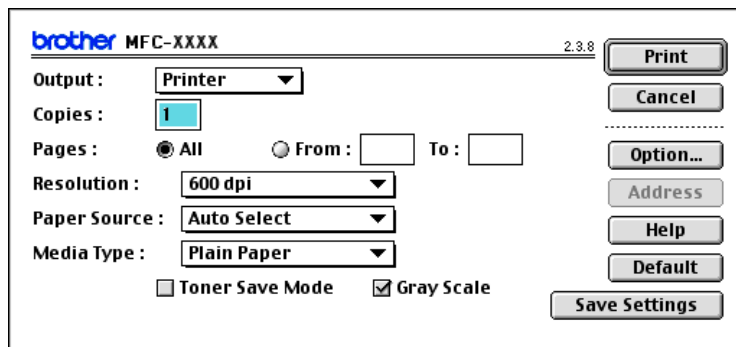 brother MFC-XXXX 2.3.8
Print
Output : Printer
Cancel
Copies : 1
Pages : All From : To :
Option...
Resolution : 600 dpi
Address
Paper Source : Auto Select
Help
Media Type : Plain Paper
Default
Toner Save Mode Gray Scale
Save Settings